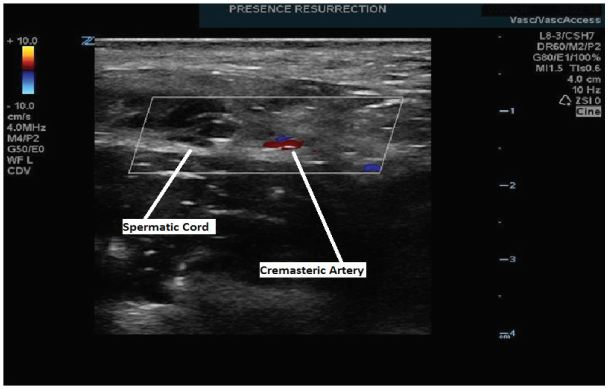 PRESENCE RESURRECTION
Vasc/VascAccess
+ 10.0
- 10.0
cm/s
4.0MHz
M4/P2
G50/E0
WF L
CDV
Z
L8-3/CSH7
DR60/M2/P2
G80/E1/100%
MI1.5 TIs0.6
4.0 cm
10 Hz
ZSI 0
Cine
1
2
3
4
cm
Spermatic Cord
Cremasteric Artery